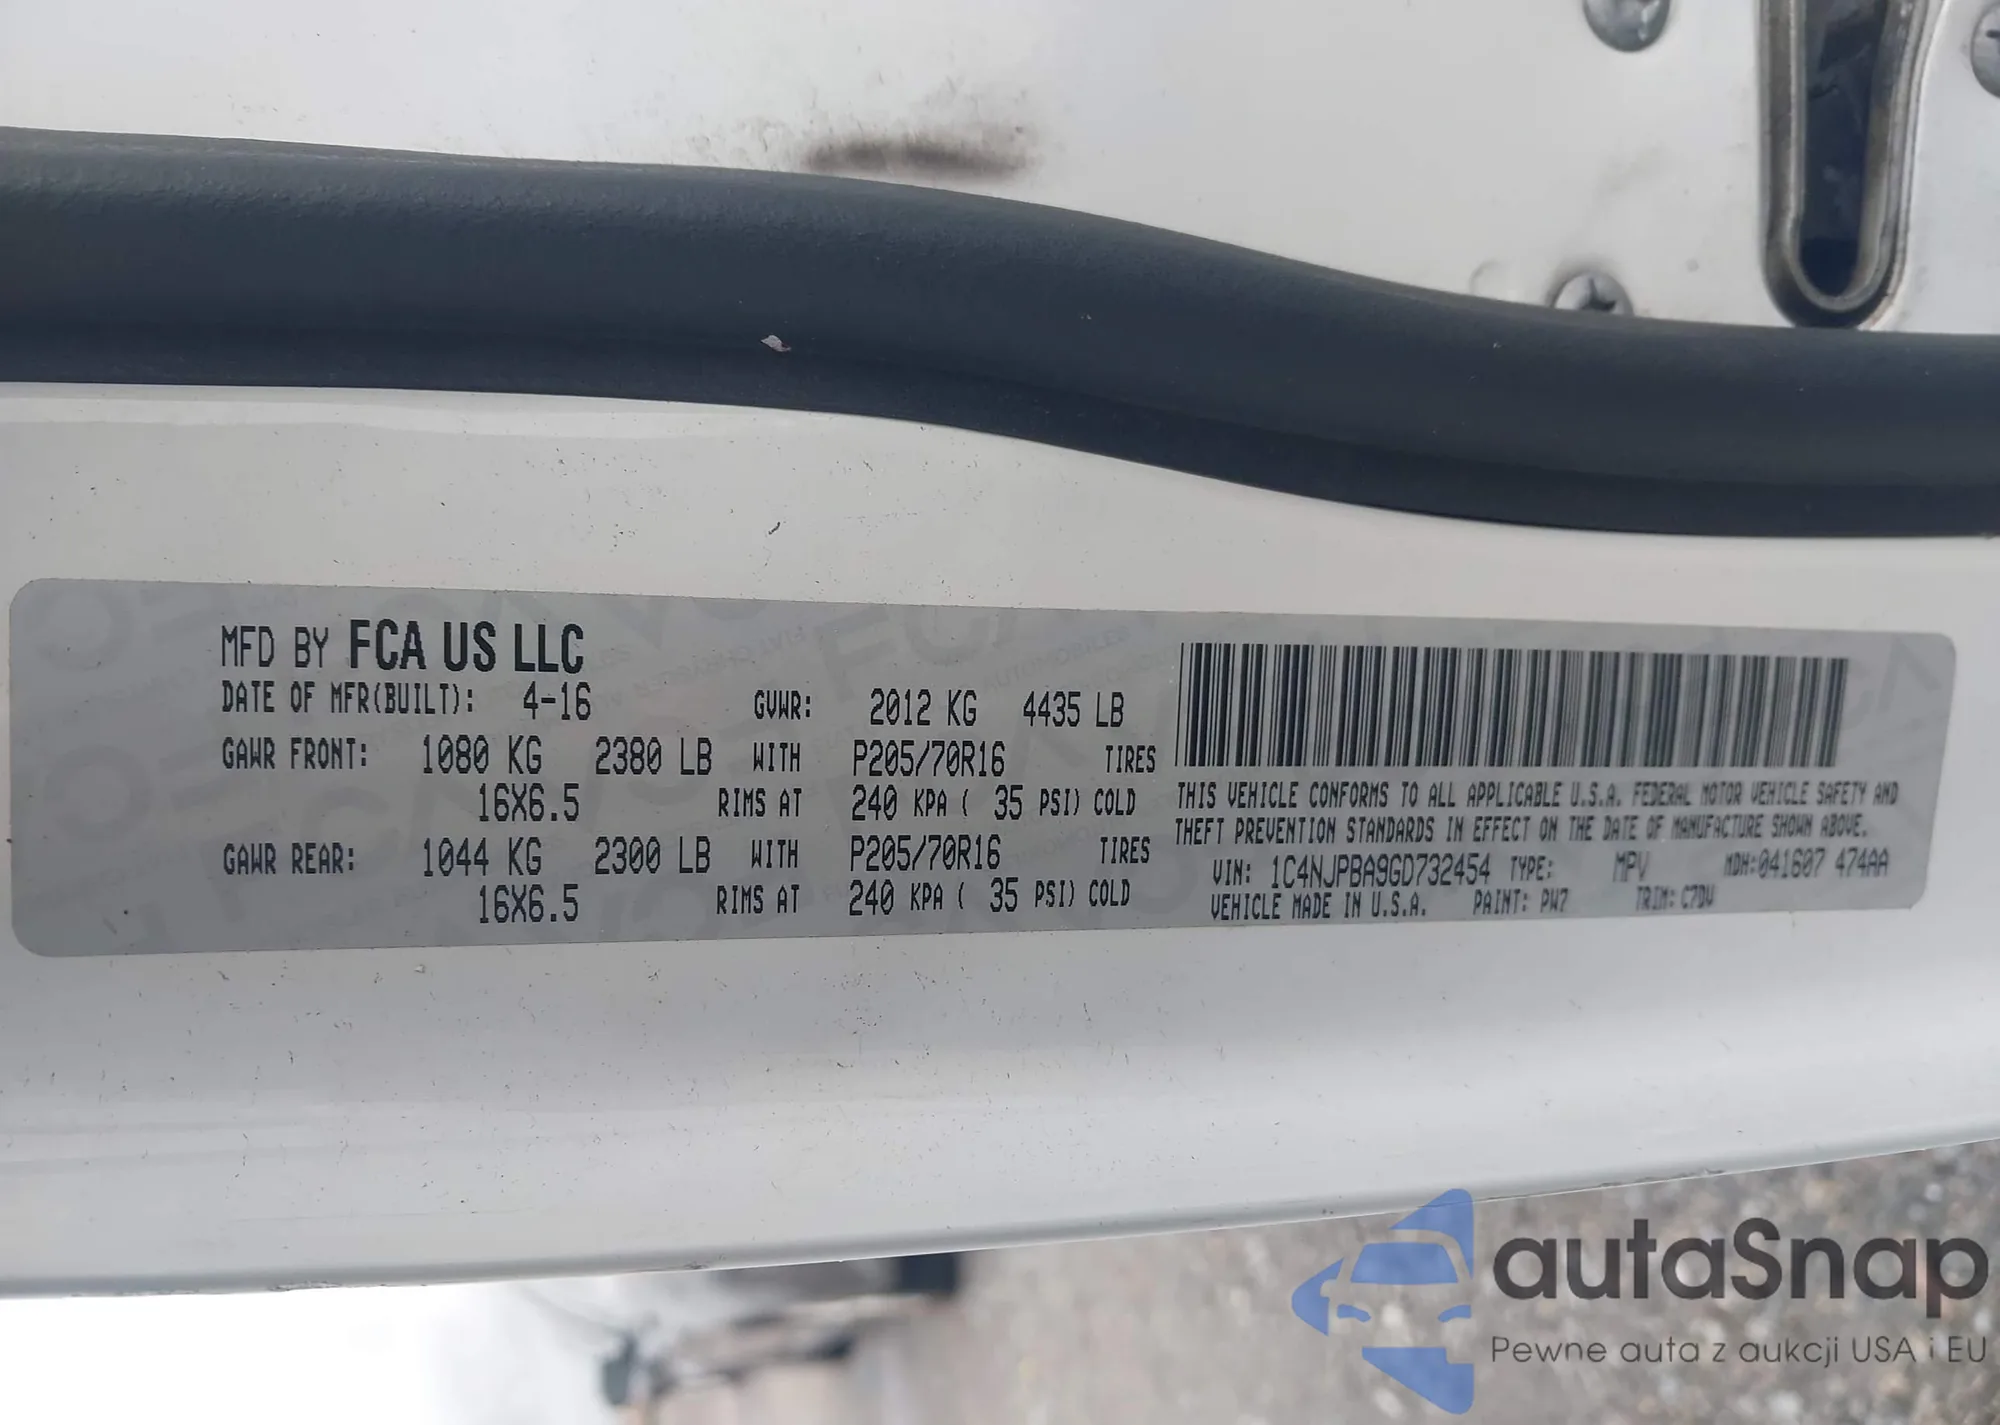 MFD BY FCA US LLC
DATE OF MFR(BUILT): 4-16 GVWR: 2012 KG 4435 LB
GAWR FRONT: 1080 KG 2380 LB WITH P205/70R16 TIRES
16X6.5 RIMS AT 240 KPA ( 35 PSI) COLD
GAWR REAR: 1044 KG 2300 LB WITH P205/70R16 TIRES
16X6.5 RIMS AT 240 KPA ( 35 PSI) COLD
THIS VEHICLE CONFORMS TO ALL APPLICABLE U.S.A. FEDERAL MOTOR VEHICLE SAFETY AND
THEFT PREVENTION STANDARDS IN EFFECT ON THE DATE OF MANUFACTURE SHOWN ABOVE.
VIN: 1C4NJPBA9GD732454 TYPE: MPV MDH:041607 474AA
VEHICLE MADE IN U.S.A. PAINT: PW7 TRIM: C7DV
autaSnap
Pewne auta z aukcji USA i EU